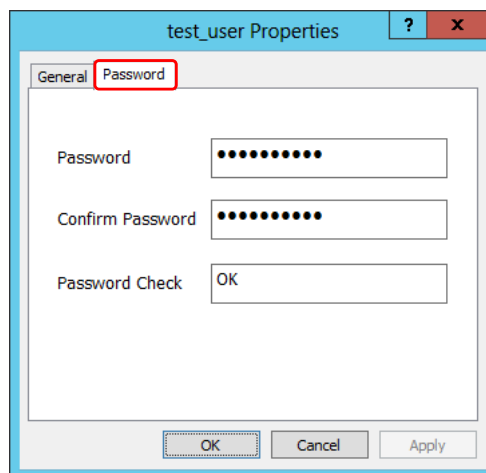 test_user Properties ? x
General Password
Password ●●●●●●●●●●
Confirm Password ●●●●●●●●●●
Password Check OK
OK Cancel Apply